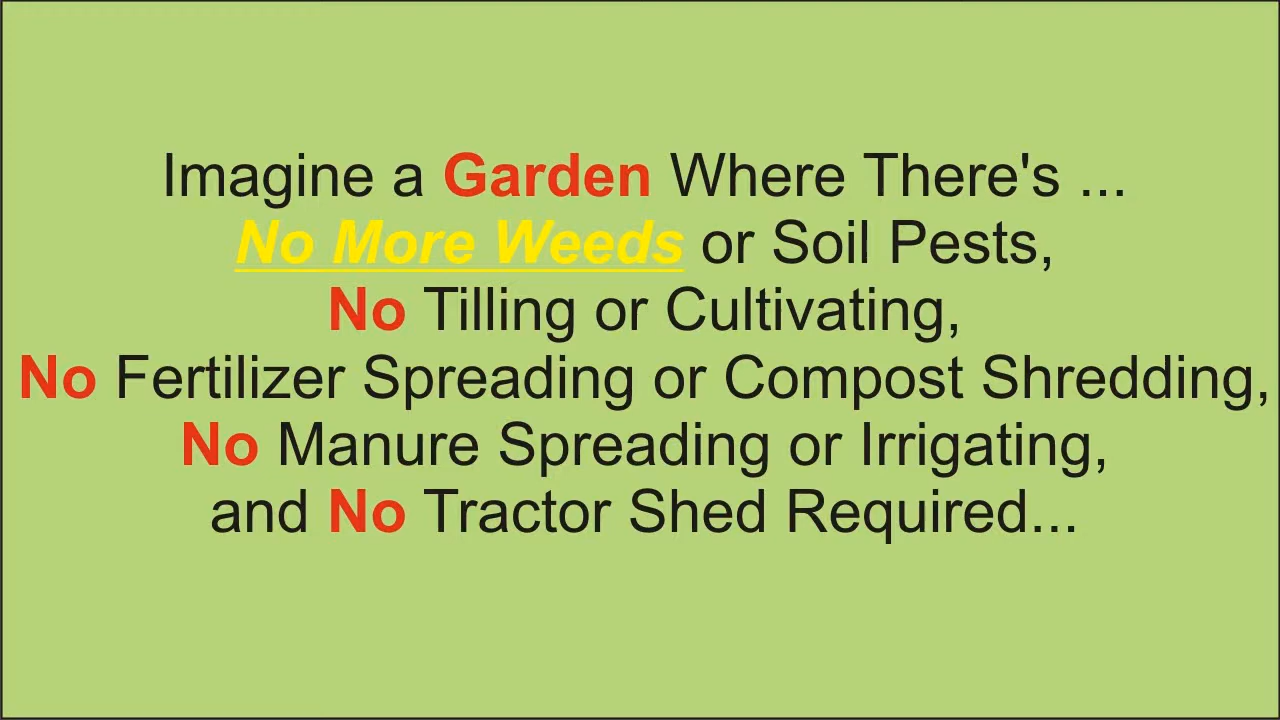 Imagine a Garden Where There's ...
No More Weeds or Soil Pests,
No Tilling or Cultivating,
No Fertilizer Spreading or Compost Shredding,
No Manure Spreading or Irrigating,
and No Tractor Shed Required...